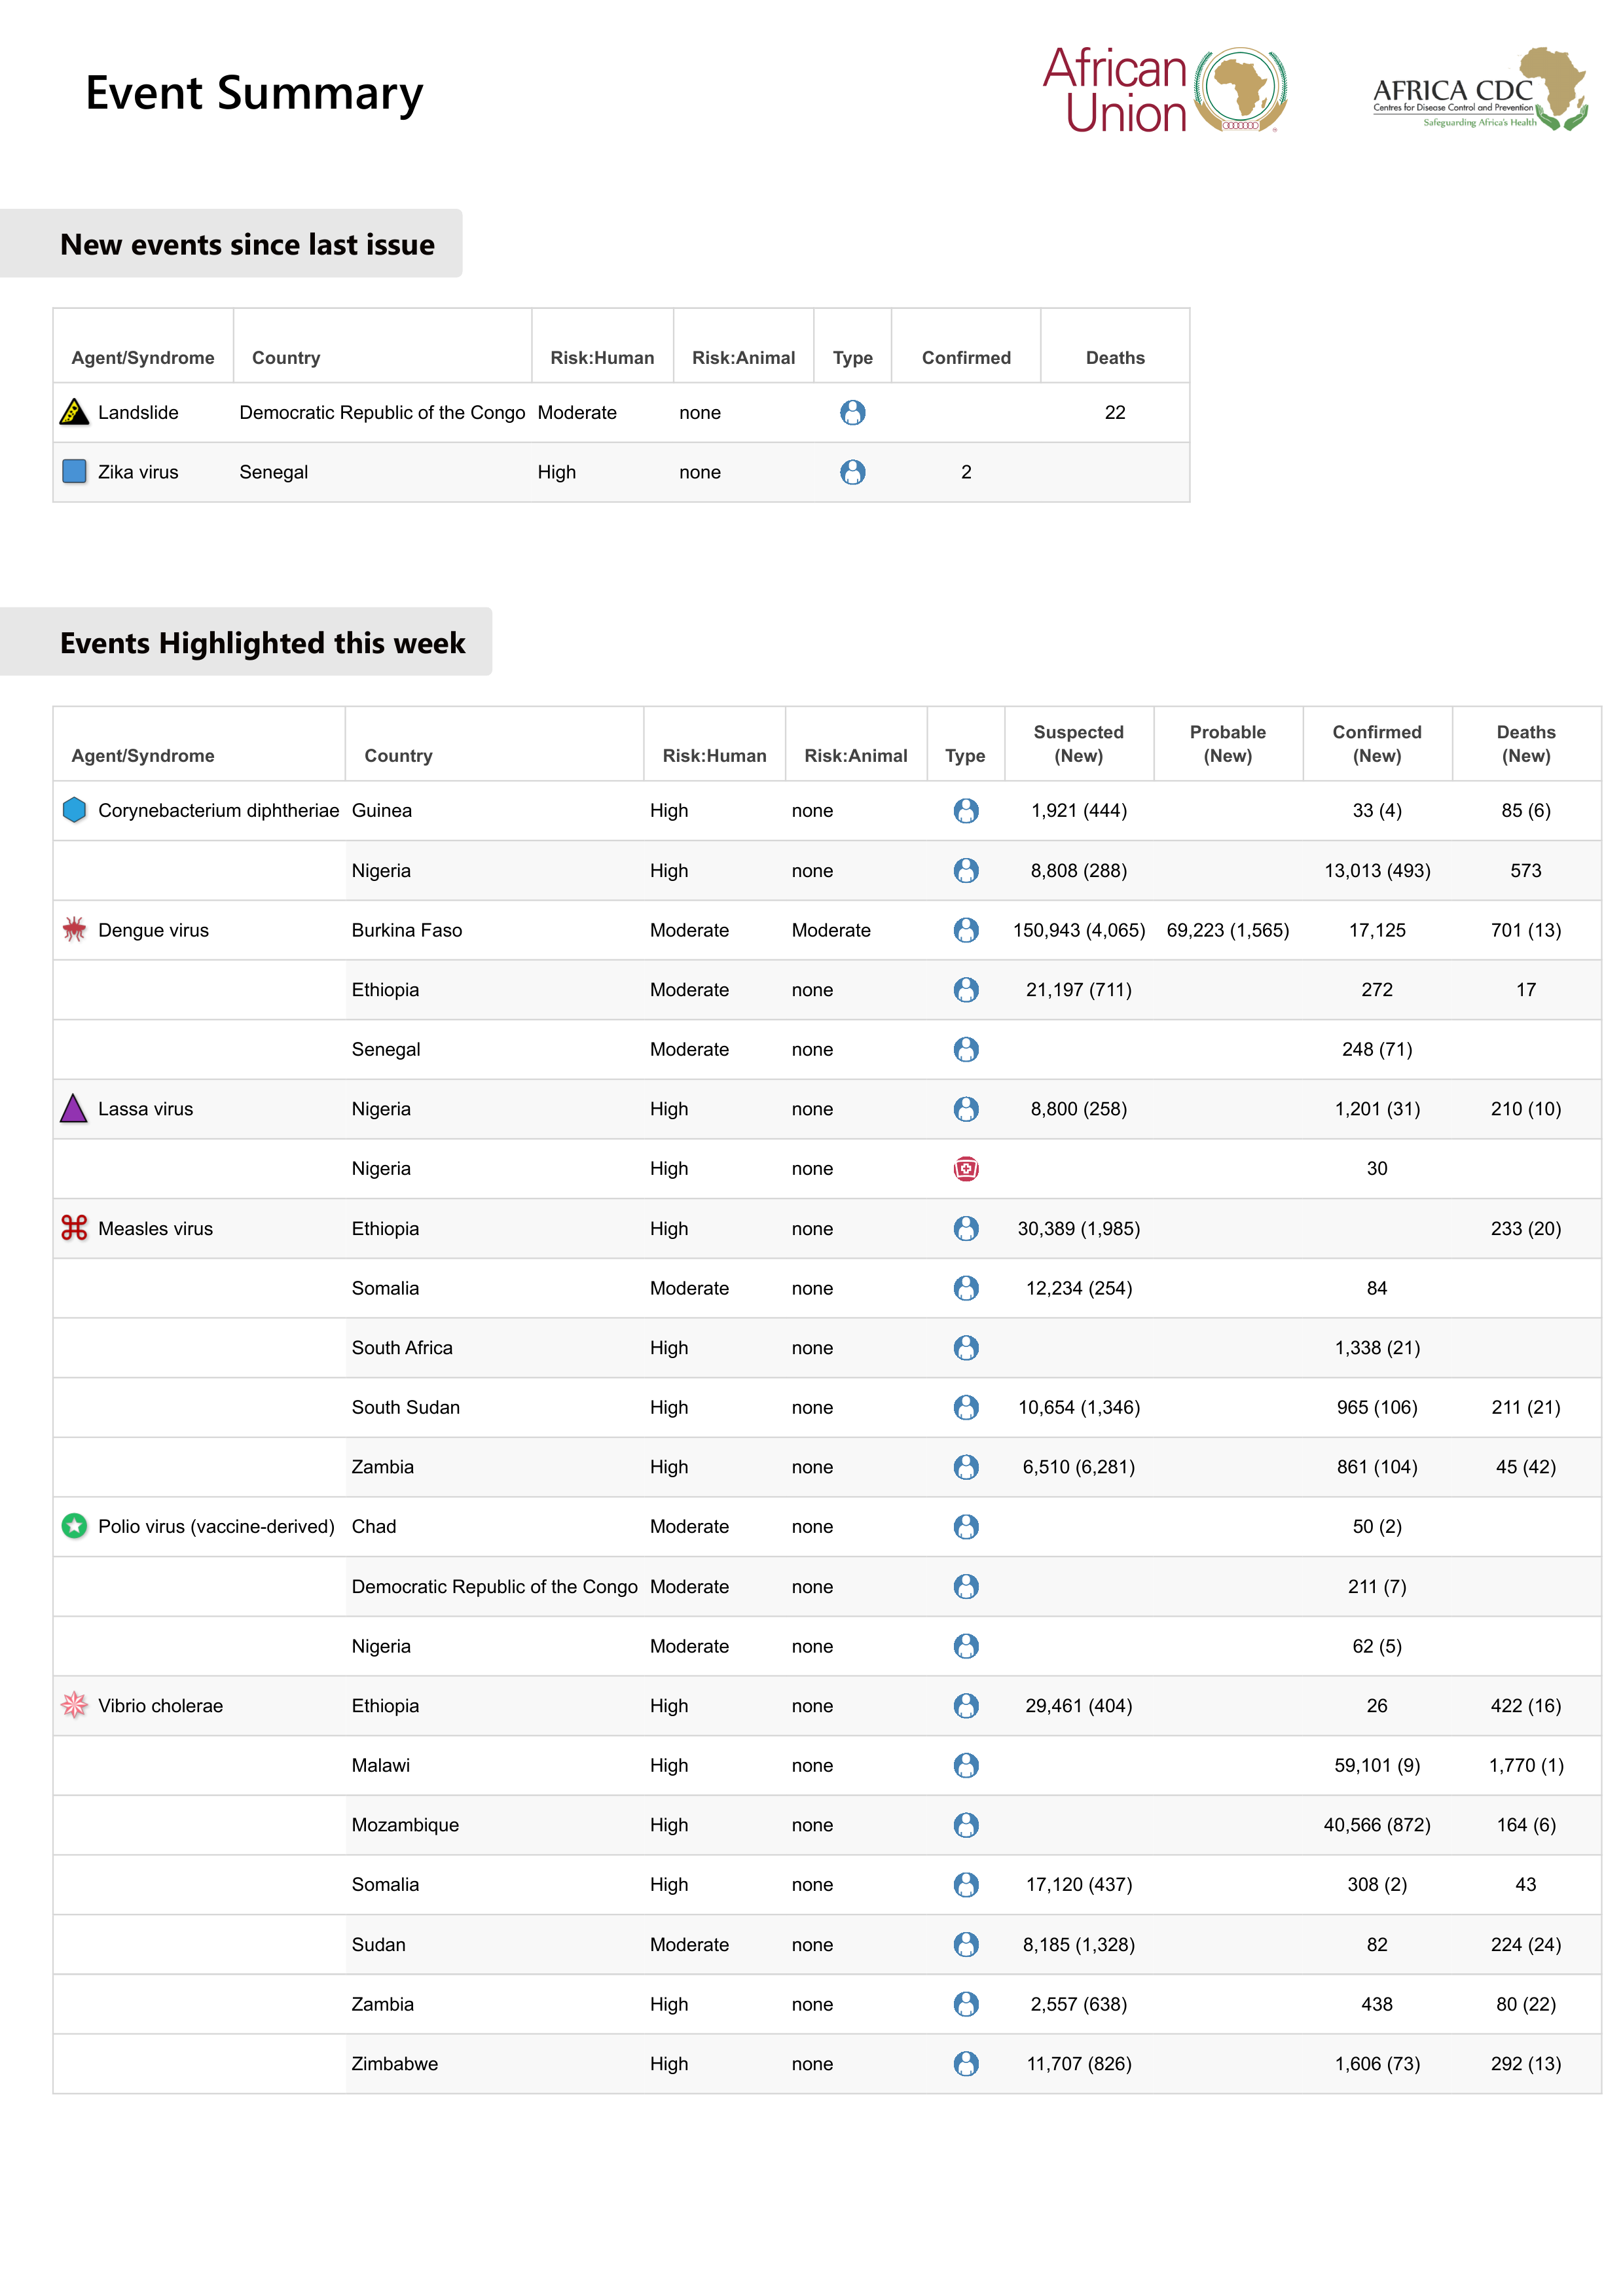 Event Summary
African
Union
AFRICA CDC
Centres for Disease Control and Prevention
Safeguarding Africa's Health
New events since last issue
Agent/Syndrome Country Risk:Human Risk:Animal Type Confirmed Deaths
Landslide Democratic Republic of the Congo Moderate none 22
Zika virus Senegal High none 2
Events Highlighted this week
Agent/Syndrome Country Risk:Human Risk:Animal Type Suspected (New) Probable (New) Confirmed (New) Deaths (New)
Corynebacterium diphtheriae Guinea High none 1,921 (444) 33 (4) 85 (6)
Nigeria High none 8,808 (288) 13,013 (493) 573
Dengue virus Burkina Faso Moderate Moderate 150,943 (4,065) 69,223 (1,565) 17,125 701 (13)
Ethiopia Moderate none 21,197 (711) 272 17
Senegal Moderate none 248 (71)
Lassa virus Nigeria High none 8,800 (258) 1,201 (31) 210 (10)
Nigeria High none 30
Measles virus Ethiopia High none 30,389 (1,985) 233 (20)
Somalia Moderate none 12,234 (254) 84
South Africa High none 1,338 (21)
South Sudan High none 10,654 (1,346) 965 (106) 211 (21)
Zambia High none 6,510 (6,281) 861 (104) 45 (42)
Polio virus (vaccine-derived) Chad Moderate none 50 (2)
Democratic Republic of the Congo Moderate none 211 (7)
Nigeria Moderate none 62 (5)
Vibrio cholerae Ethiopia High none 29,461 (404) 26 422 (16)
Malawi High none 59,101 (9) 1,770 (1)
Mozambique High none 40,566 (872) 164 (6)
Somalia High none 17,120 (437) 308 (2) 43
Sudan Moderate none 8,185 (1,328) 82 224 (24)
Zambia High none 2,557 (638) 438 80 (22)
Zimbabwe High none 11,707 (826) 1,606 (73) 292 (13)